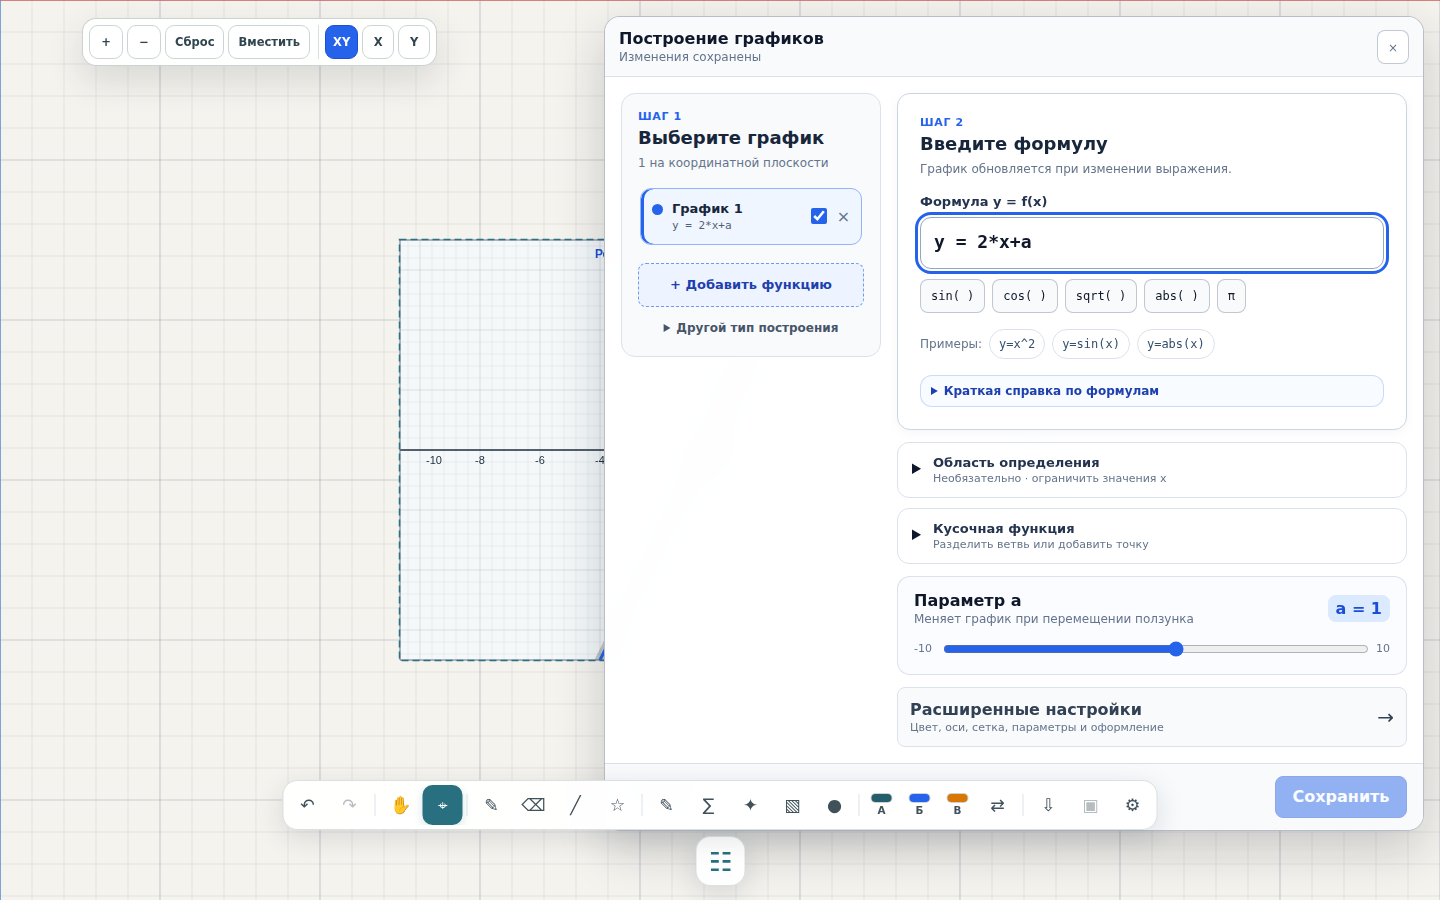 + − Сброс Вместить XY X Y
Построение графиков
Изменения сохранены
×
ШАГ 1
Выберите график
1 на координатной плоскости
График 1
y = 2*x+a
×
+ Добавить функцию
Другой тип построения
ШАГ 2
Введите формулу
График обновляется при изменении выражения.
Формула y = f(x)
y = 2*x+a
sin( ) cos( ) sqrt( ) abs( ) π
Примеры: y=x^2 y=sin(x) y=abs(x)
Краткая справка по формулам
Область определения
Необязательно · ограничить значения x
Кусочная функция
Разделить ветвь или добавить точку
Параметр a
Меняет график при перемещении ползунка
a = 1
-10 10
Расширенные настройки
Цвет, оси, сетка, параметры и оформление
→
Сохранить
-10 -8 -6 -4
А Б В